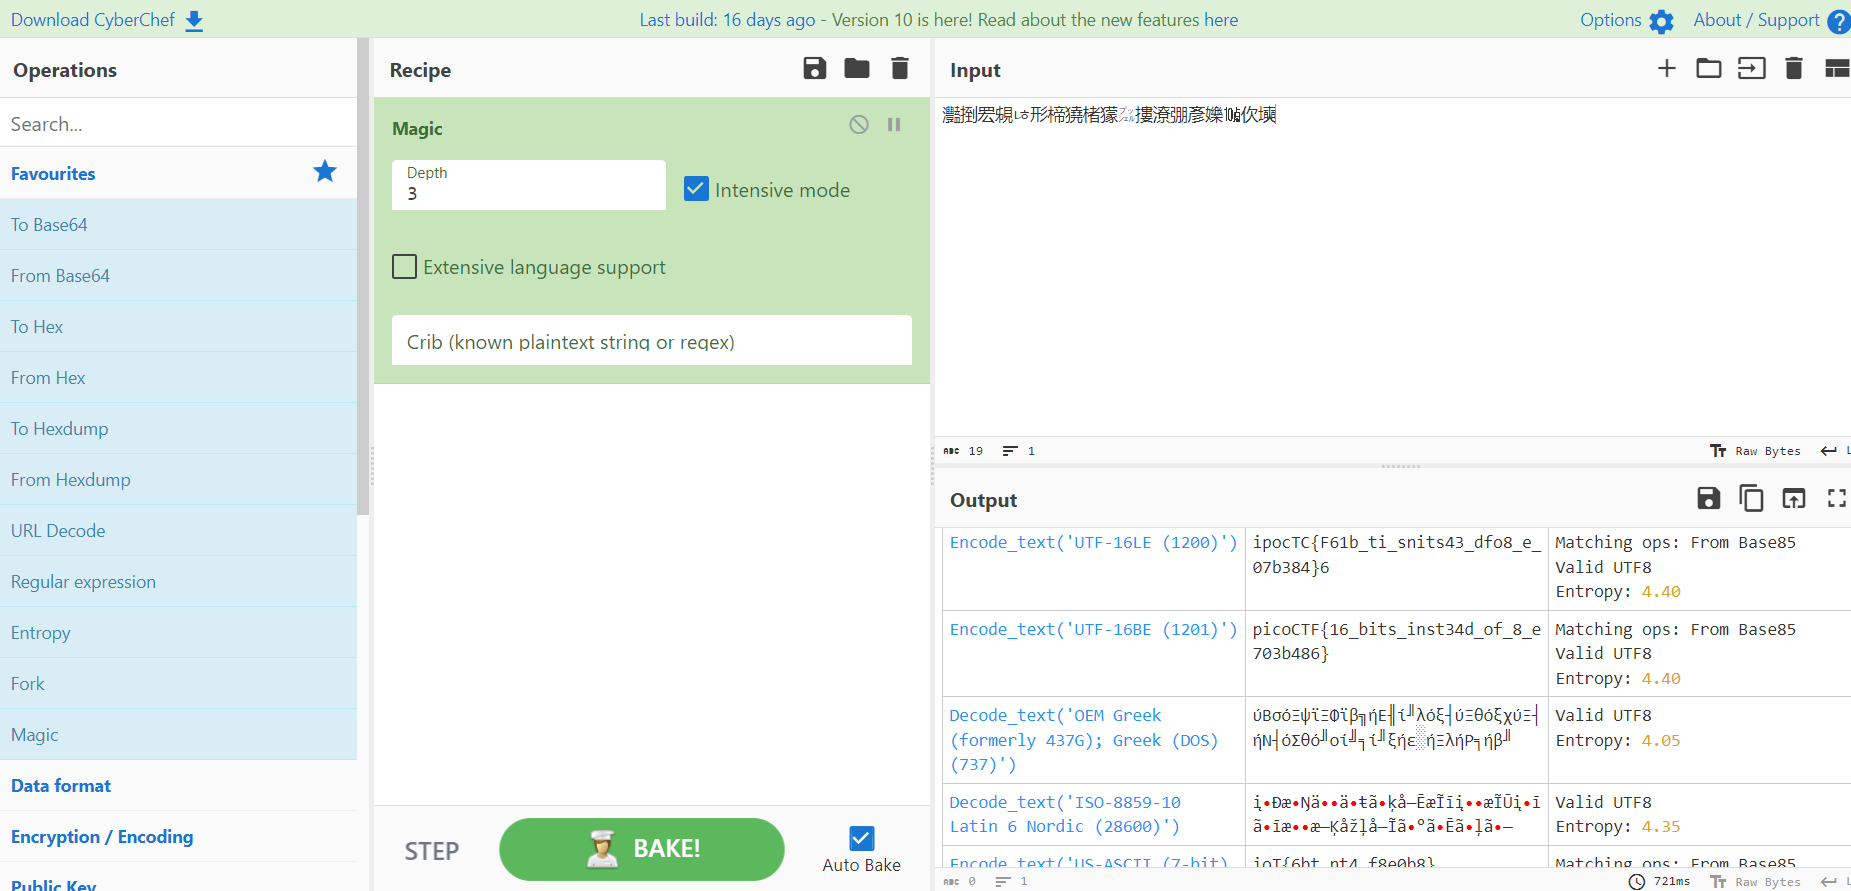 Download CyberChef
Last build: 16 days ago - Version 10 is here! Read about the new features here
Options
About / Support
Operations
Search...
Favourites
To Base64
From Base64
To Hex
From Hex
To Hexdump
From Hexdump
URL Decode
Regular expression
Entropy
Fork
Magic
Data format
Encryption / Encoding
Public Key
Recipe
Magic
Depth
3
Intensive mode
Extensive language support
Crib (known plaintext string or regex)
STEP
BAKE!
Auto Bake
Input
灩捯䍔䙻ㄶ形楴獟楮獴㌴摟潦弸形㜰㍢㐸㙽
ABC 19
1
Raw Bytes
Output
Encode_text('UTF-16LE (1200)')
ipocTC{F61b_ti_snits43_dfo8_e_
07b384}6
Matching ops: From Base85
Valid UTF8
Entropy: 4.40
Encode_text('UTF-16BE (1201)')
picoCTF{16_bits_inst34d_of_8_e
703b486}
Matching ops: From Base85
Valid UTF8
Entropy: 4.40
Decode_text('OEM Greek
(formerly 437G); Greek (DOS)
(737)')
Valid UTF8
Entropy: 4.05
Decode_text('ISO-8859-10
Latin 6 Nordic (28600)')
Valid UTF8
Entropy: 4.35
Encode_text('US-ASCII (7-bit)
ioT{6bt_nt4_f8e0b8}
Matching ops: From Base85
ABC 0
1
721ms
Raw Bytes